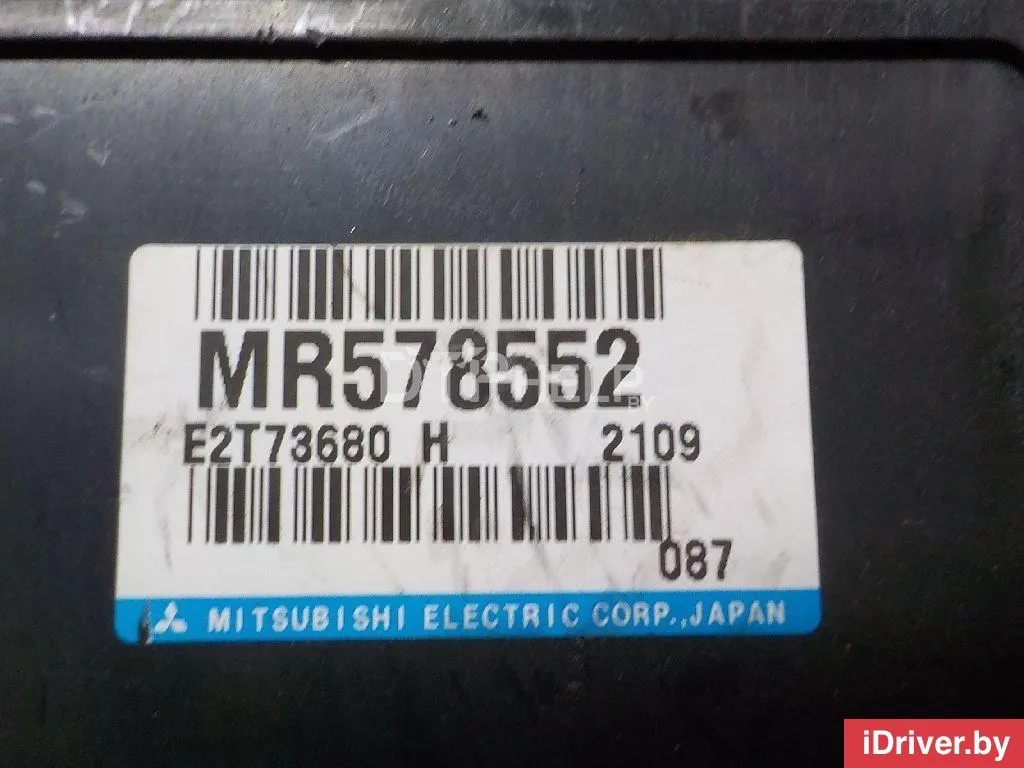 MR578552
E2T73680 H 2109
087
MITSUBISHI ELECTRIC CORP.,JAPAN
iDriver.by